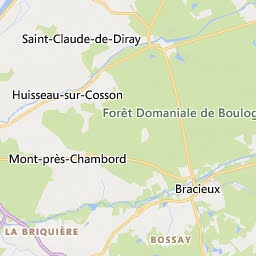 Saint-Claude-de-Diray
Huisseau-sur-Cosson
Forêt Domaniale de Boulog
Mont-près-Chambord
Bracieux
LA BRIQUIÈRE
BOSSAY